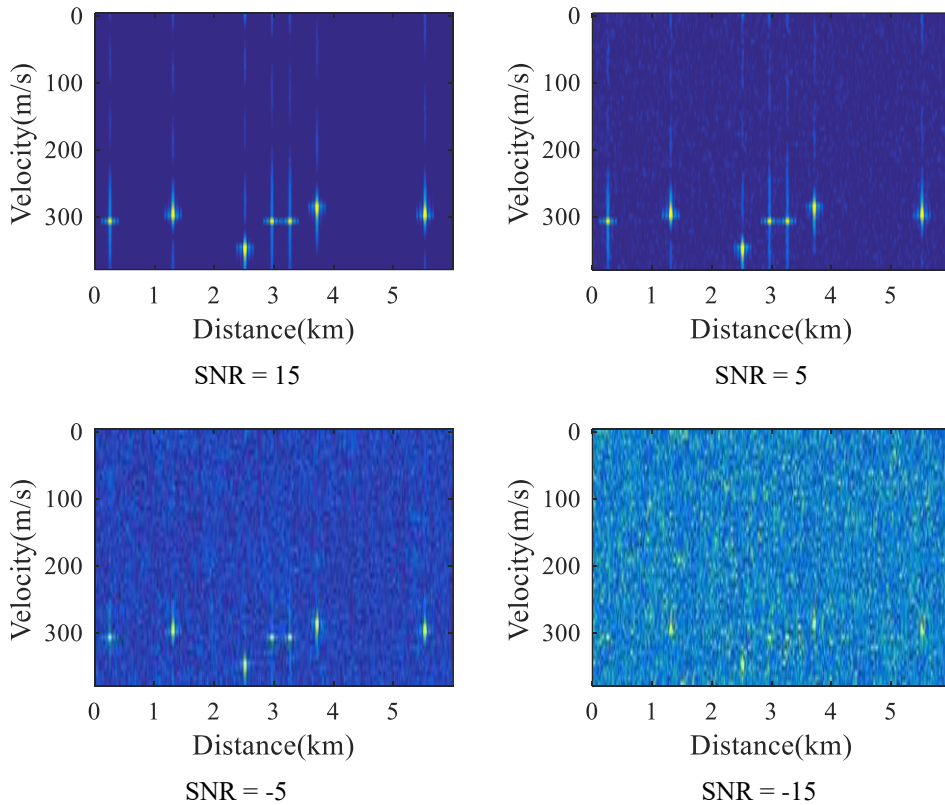 0
100
200
300
Velocity(m/s)
0 1 2 3 4 5
Distance(km)
SNR = 15
0
100
200
300
Velocity(m/s)
0 1 2 3 4 5
Distance(km)
SNR = 5
0
100
200
300
Velocity(m/s)
0 1 2 3 4 5
Distance(km)
SNR = -5
0
100
200
300
Velocity(m/s)
0 1 2 3 4 5
Distance(km)
SNR = -15